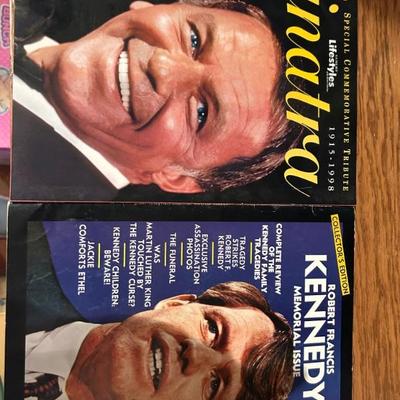 SPECIAL COMMEMORATIVE TRIBUTE
Lifestyles
1915-1998
natra
COLLECTOR'S EDITION
ROBERT FRANCIS
KENNEDY
MEMORIAL ISSUE
COMPLETE REVIEW
OF THE
KENNEDY FAMILY
TRAGEDIES
TRAGEDY
STRIKES
ROBERT F.
KENNEDY
EXCLUSIVE
ASSASSINATION
PHOTOS
THE FUNERAL
WAS
MARTIN LUTHER KING
TOUCHED BY
THE KENNEDY CURSE?
KENNEDY CHILDREN:
BEWARE!
JACKIE
COMFORTS ETHEL